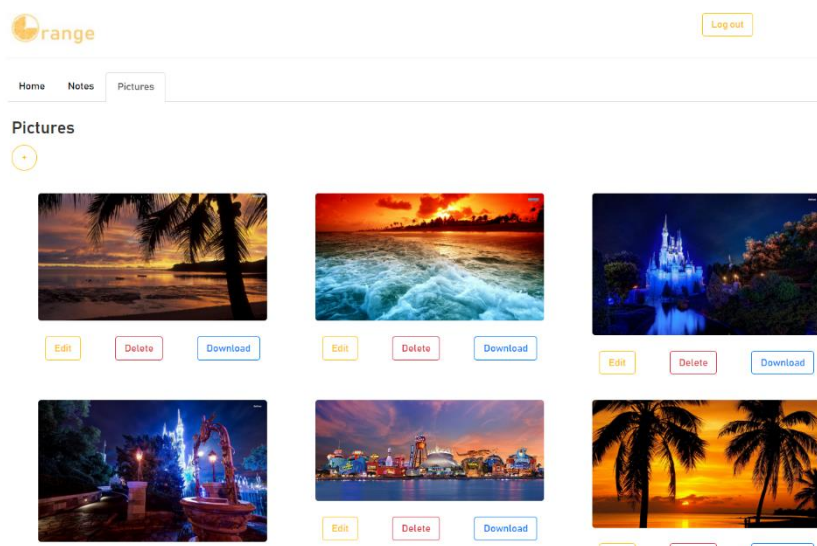 range
Log out
Home Notes Pictures
Pictures
+
Edit Delete Download Edit Delete Download
Edit Delete Download
Edit Delete Download